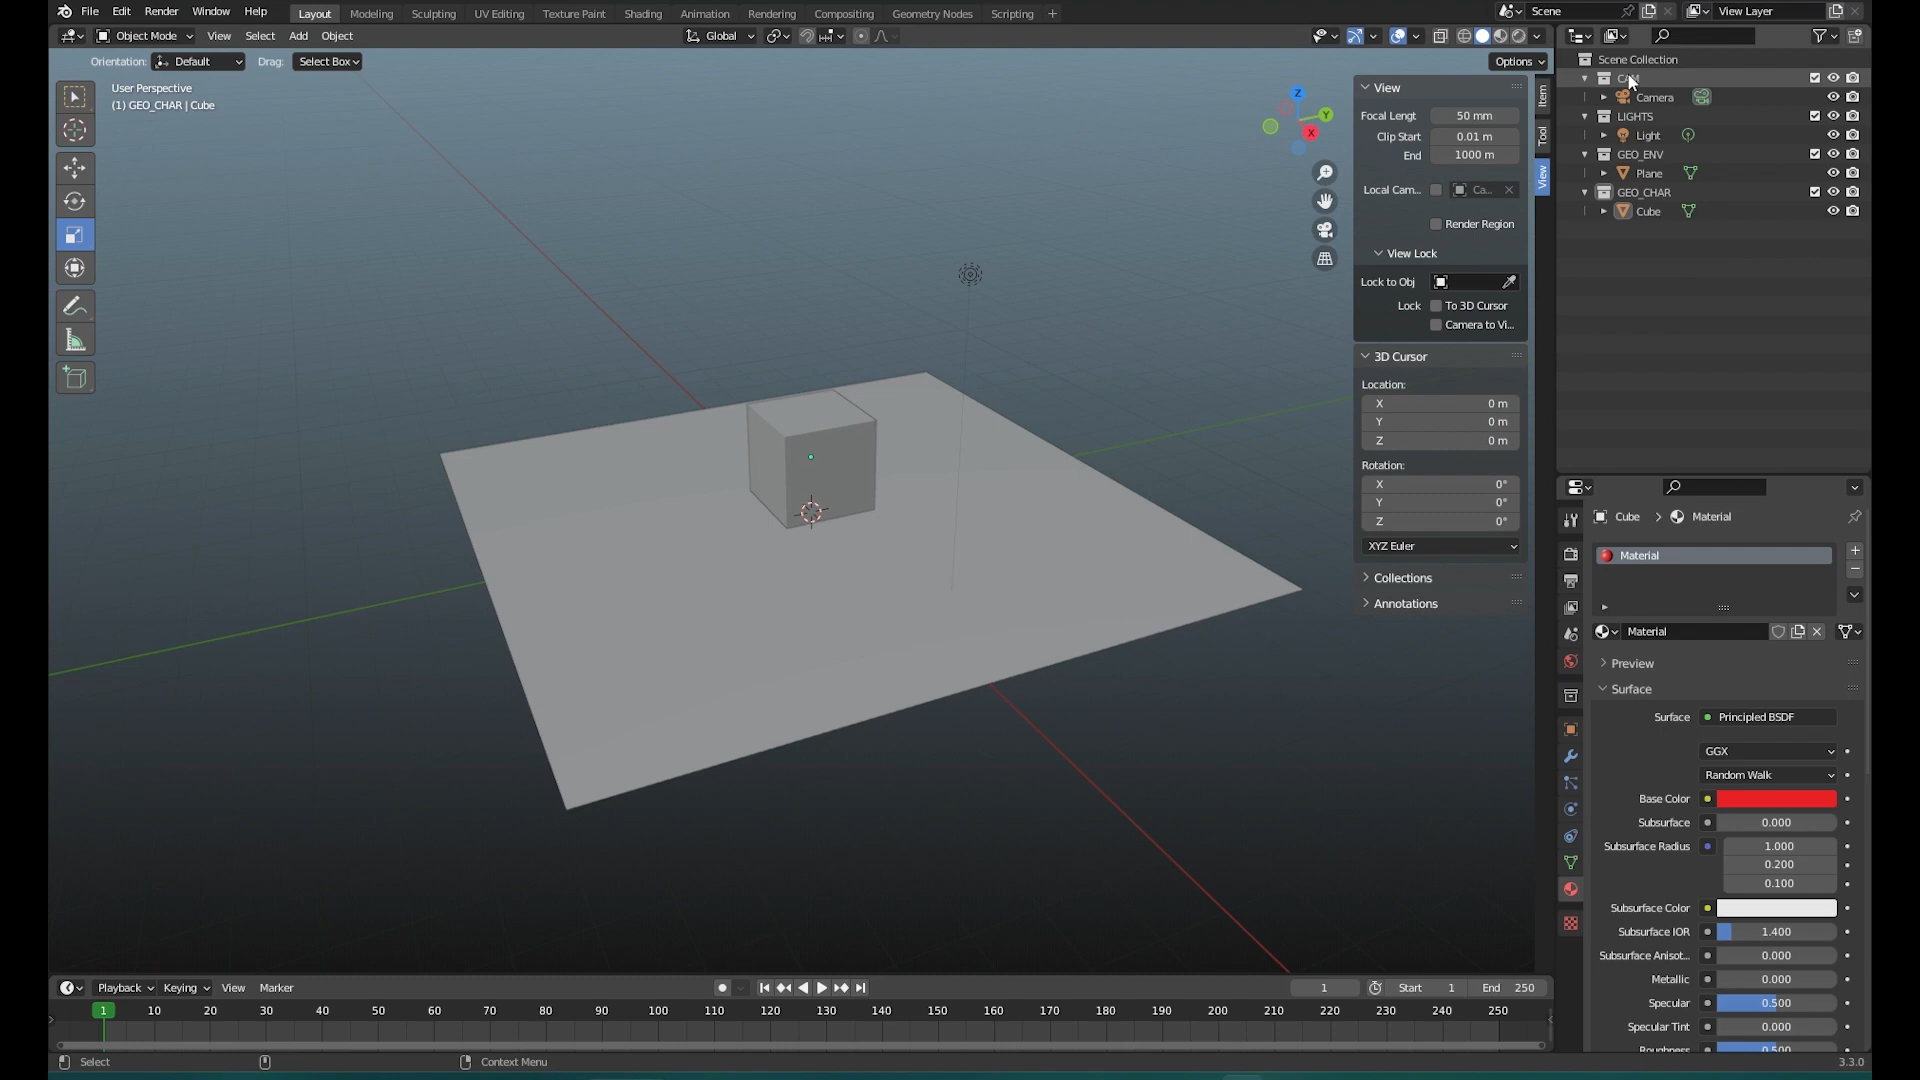 File Edit Render Window Help Layout Modeling Sculpting UV Editing Texture Paint Shading Animation Rendering Compositing Geometry Nodes Scripting + Scene View Layer
Object Mode View Select Add Object Global
Orientation: Default Drag: Select Box Options
User Perspective
(1) GEO_CHAR | Cube
Z
Y
X
View
Focal Lengt 50 mm
Clip Start 0.01 m
End 1000 m
Local Cam... Ca...
Render Region
View Lock
Lock to Obj
Lock To 3D Cursor
Camera to Vi...
3D Cursor
Location:
X 0 m
Y 0 m
Z 0 m
Rotation:
X 0°
Y 0°
Z 0°
XYZ Euler
Collections
Annotations
Item
Tool
View
Scene Collection
CAM
Camera
LIGHTS
Light
GEO_ENV
Plane
GEO_CHAR
Cube
Cube > Material
Material
Material
Preview
Surface
Surface Principled BSDF
GGX
Random Walk
Base Color
Subsurface 0.000
Subsurface Radius 1.000
0.200
0.100
Subsurface Color
Subsurface IOR 1.400
Subsurface Anisot... 0.000
Metallic 0.000
Specular 0.500
Specular Tint 0.000
Roughness 0.500
Playback Keying View Marker 1 Start 1 End 250
1 10 20 30 40 50 60 70 80 90 100 110 120 130 140 150 160 170 180 190 200 210 220 230 240 250
Select Context Menu 3.3.0